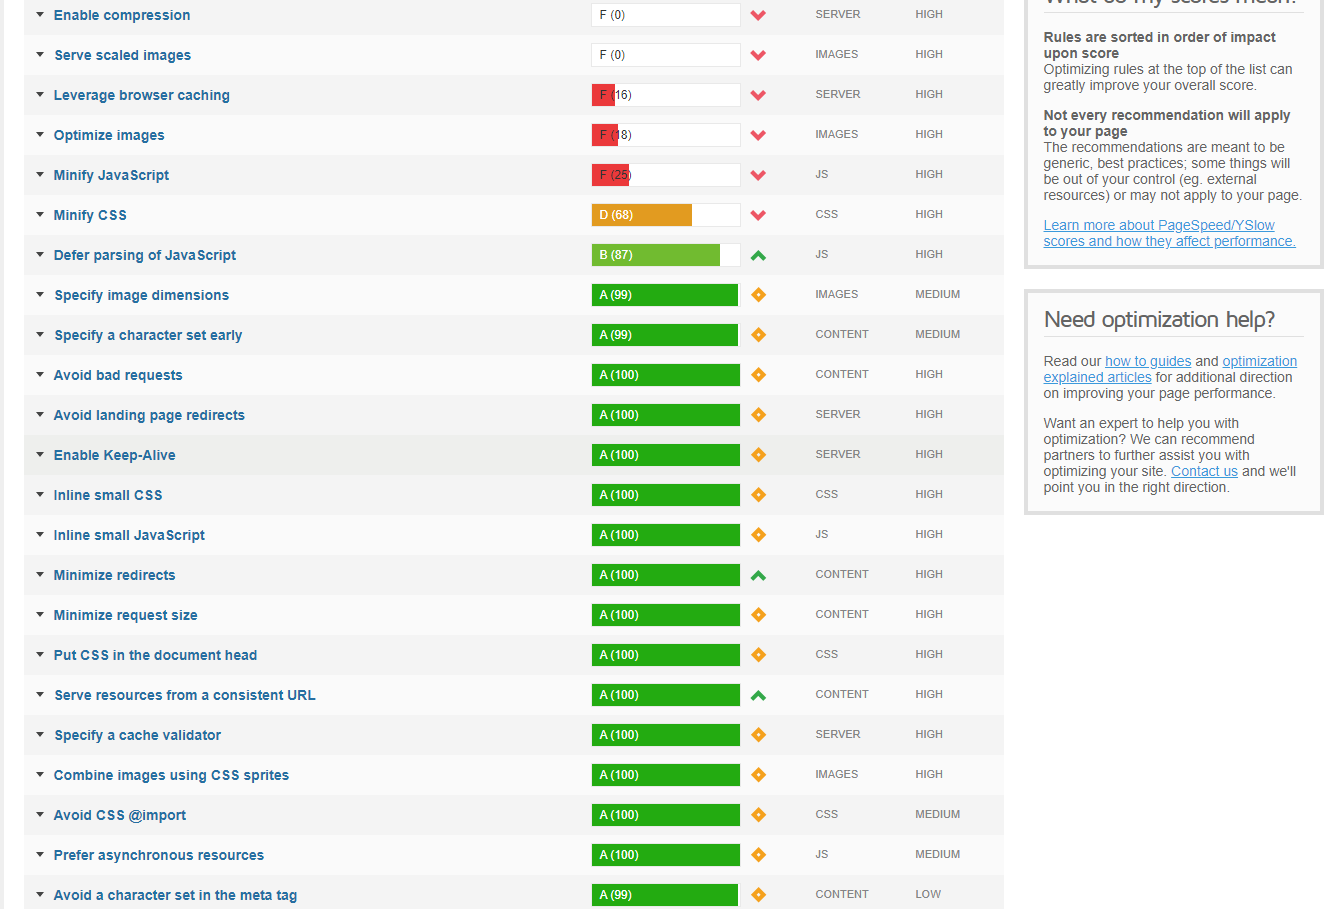 Enable compression F (0) SERVER HIGH
Serve scaled images F (0) IMAGES HIGH
Leverage browser caching F (16) SERVER HIGH
Optimize images F (18) IMAGES HIGH
Minify JavaScript F (25) JS HIGH
Minify CSS D (68) CSS HIGH
Defer parsing of JavaScript B (87) JS HIGH
Specify image dimensions A (99) IMAGES MEDIUM
Specify a character set early A (99) CONTENT MEDIUM
Avoid bad requests A (100) CONTENT HIGH
Avoid landing page redirects A (100) SERVER HIGH
Enable Keep-Alive A (100) SERVER HIGH
Inline small CSS A (100) CSS HIGH
Inline small JavaScript A (100) JS HIGH
Minimize redirects A (100) CONTENT HIGH
Minimize request size A (100) CONTENT HIGH
Put CSS in the document head A (100) CSS HIGH
Serve resources from a consistent URL A (100) CONTENT HIGH
Specify a cache validator A (100) SERVER HIGH
Combine images using CSS sprites A (100) IMAGES HIGH
Avoid CSS @import A (100) CSS MEDIUM
Prefer asynchronous resources A (100) JS MEDIUM
Avoid a character set in the meta tag A (99) CONTENT LOW
What do my scores mean?
Rules are sorted in order of impact
upon score
Optimizing rules at the top of the list can
greatly improve your overall score.
Not every recommendation will apply
to your page
The recommendations are meant to be
generic, best practices; some things will
be out of your control (eg. external
resources) or may not apply to your page.
Learn more about PageSpeed/YSlow
scores and how they affect performance.
Need optimization help?
Read our how to guides and optimization
explained articles for additional direction
on improving your page performance.
Want an expert to help you with
optimization? We can recommend
partners to further assist you with
optimizing your site. Contact us and we'll
point you in the right direction.